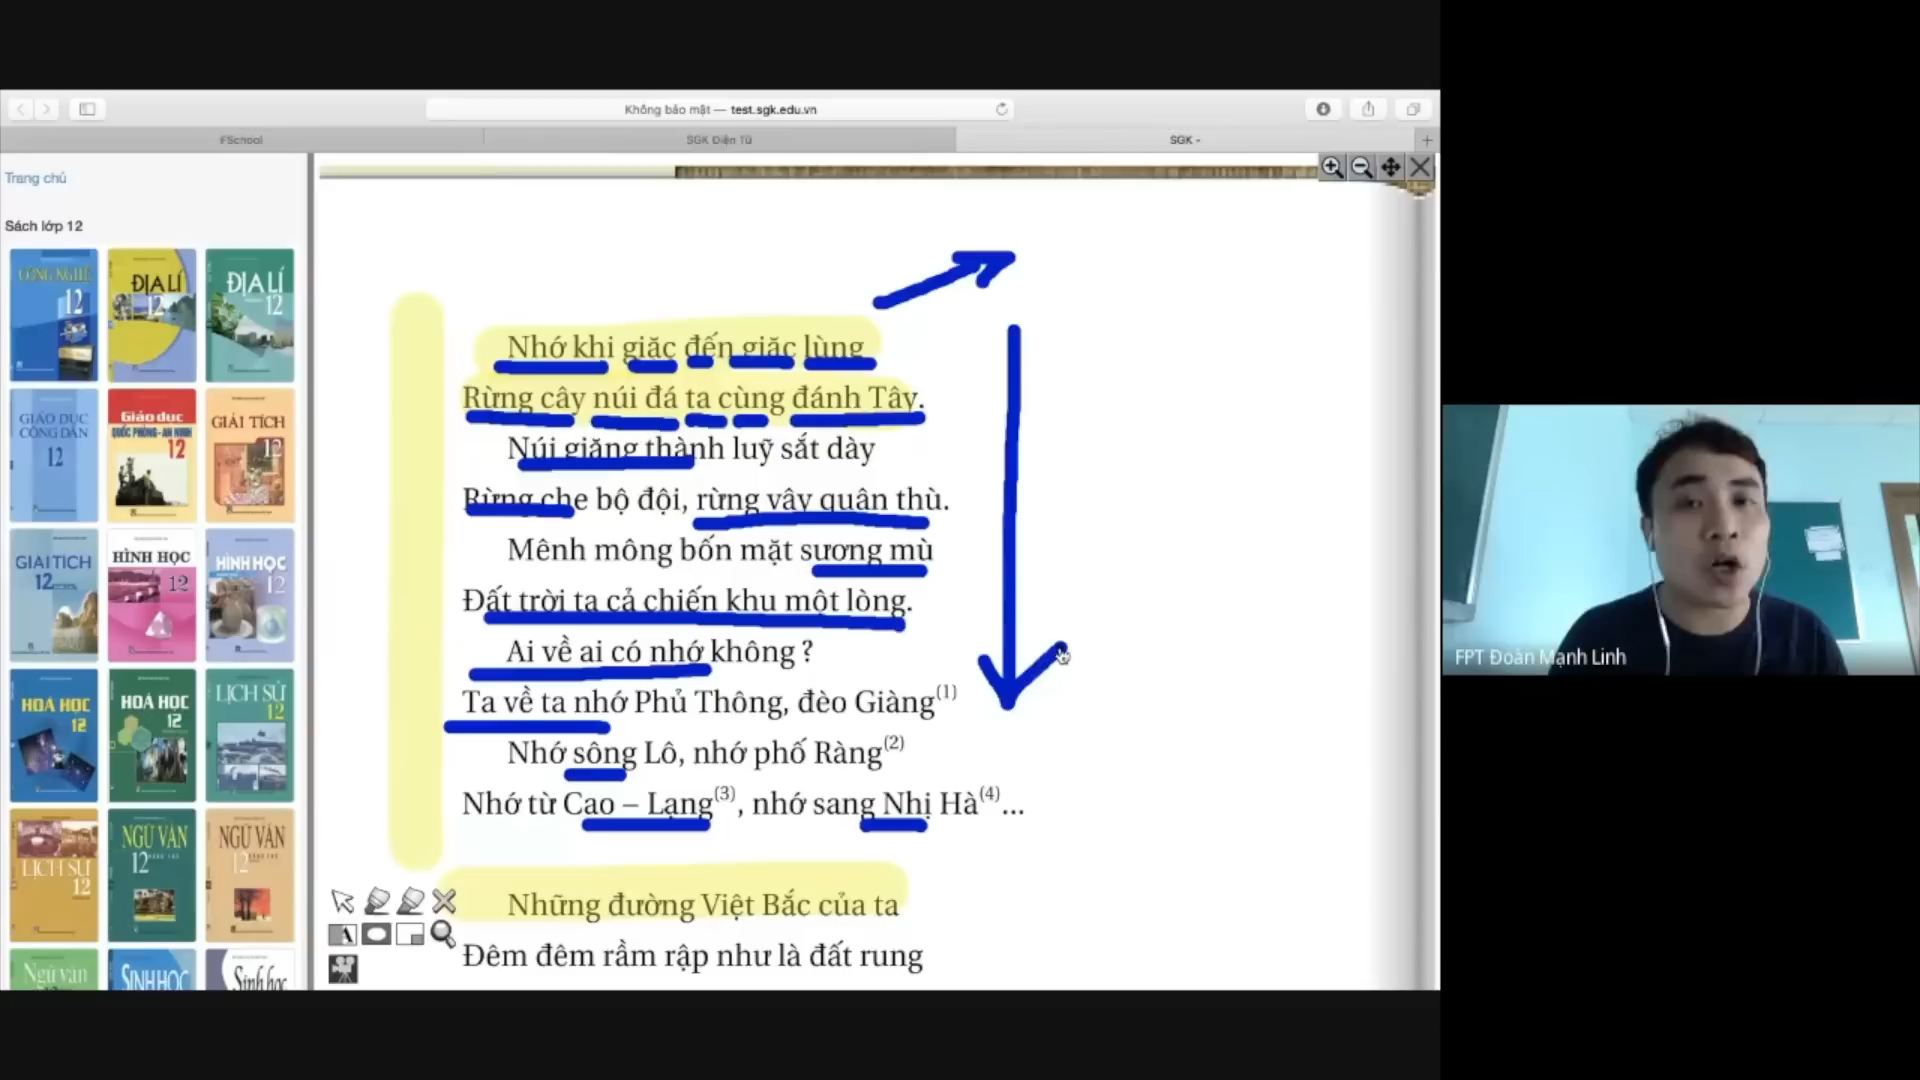 Không bảo mật — test.sgk.edu.vn
FSchool
SGK Điện Tử
SGK -
Trang chủ
Sách lớp 12
CÔNG NGHỆ 12
ĐỊA LÍ 12
ĐỊA LÍ 12
GIÁO DỤC CÔNG DÂN 12
Giáo dục QUỐC PHÒNG - AN NINH 12
GIẢI TÍCH 12
GIẢI TÍCH 12
HÌNH HỌC 12
HÌNH HỌC 12
HOÁ HỌC 12
HOÁ HỌC 12
LỊCH SỬ 12
LỊCH SỬ 12
NGỮ VĂN 12
NGỮ VĂN 12
Ngữ văn
SINH HỌC
Sinh học
Nhớ khi giặc đến giặc lùng
Rừng cây núi đá ta cùng đánh Tây.
Núi giăng thành luỹ sắt dày
Rừng che bộ đội, rừng vây quân thù.
Mênh mông bốn mặt sương mù
Đất trời ta cả chiến khu một lòng.
Ai về ai có nhớ không ?
Ta về ta nhớ Phủ Thông, đèo Giàng(1)
Nhớ sông Lô, nhớ phố Ràng(2)
Nhớ từ Cao – Lạng(3), nhớ sang Nhị Hà(4)...
Những đường Việt Bắc của ta
Đêm đêm rầm rập như là đất rung
A
FPT Đoàn Mạnh Linh